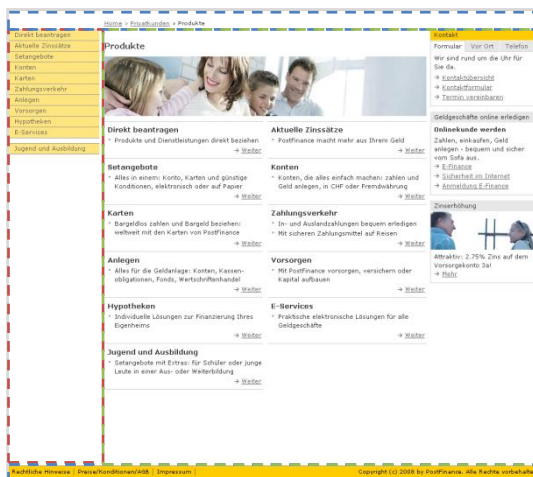 Home > Privatkunden > Produkte
Direkt beantragen
Aktuelle Zinssätze
Setangebote
Konten
Karten
Zahlungsverkehr
Anlegen
Vorsorgen
Hypotheken
E-Services
Jugend und Ausbildung
Produkte
Direkt beantragen
Produkte und Dienstleistungen direkt beziehen
→ Weiter
Aktuelle Zinssätze
PostFinance macht mehr aus Ihrem Geld
→ Weiter
Setangebote
Alles in einem: Konto, Karten und günstige
Konditionen, elektronisch oder auf Papier
→ Weiter
Konten
Konten, die alles einfach machen: zahlen und
Geld anlegen, in CHF oder Fremdwährung
→ Weiter
Karten
Bargeldlos zahlen und Bargeld beziehen:
weltweit mit den Karten von PostFinance
→ Weiter
Zahlungsverkehr
In- und Auslandzahlungen bequem erledigen
Mit sicheren Zahlungsmittel auf Reisen
→ Weiter
Anlegen
Alles für die Geldanlage: Konten, Kassen-
obligationen, Fonds, Wertschriftenhandel
→ Weiter
Vorsorgen
Mit PostFinance vorsorgen, versichern oder
Kapital aufbauen
→ Weiter
Hypotheken
Individuelle Lösungen zur Finanzierung Ihres
Eigenheims
→ Weiter
E-Services
Praktische elektronische Lösungen für alle
Geldgeschäfte
→ Weiter
Jugend und Ausbildung
Setangebote mit Extras: für Schüler oder junge
Leute in einer Aus- oder Weiterbildung
→ Weiter
Kontakt
Formular Vor Ort Telefon
Wir sind rund um die Uhr für
Sie da.
→ Kontaktübersicht
→ Kontaktformular
→ Termin vereinbaren
Geldgeschäfte online erledigen
Onlinekunde werden
Zahlen, einkaufen, Geld
anlegen - bequem und sicher
vom Sofa aus.
→ E-Finance
→ Sicherheit im Internet
→ Anmeldung E-Finance
Zinserhöhung
Attraktiv: 2.75% Zins auf dem
Vorsorgekonto 3a!
→ Mehr
Rechtliche Hinweise | Preise/Konditionen/AGB | Impressum |
Copyright (c) 2008 by PostFinance. Alle Rechte vorbehalten